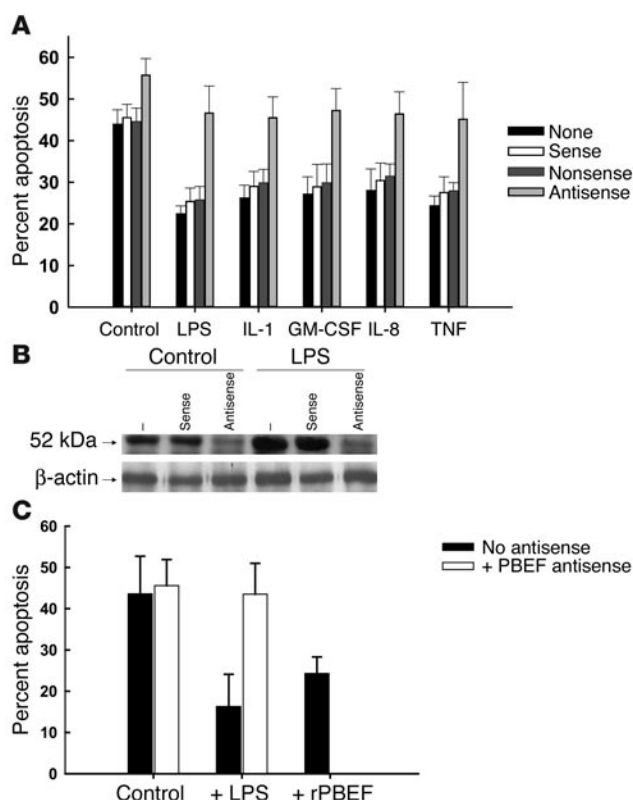 A
Percent apoptosis
60
50
40
30
20
10
0
None
Sense
Nonsense
Antisense
Control LPS IL-1 GM-CSF IL-8 TNF
B
Control LPS
– Sense Antisense – Sense Antisense
52 kDa→
β-actin→
C
Percent apoptosis
60
50
40
30
20
10
0
No antisense
+ PBEF antisense
Control + LPS + rPBEF